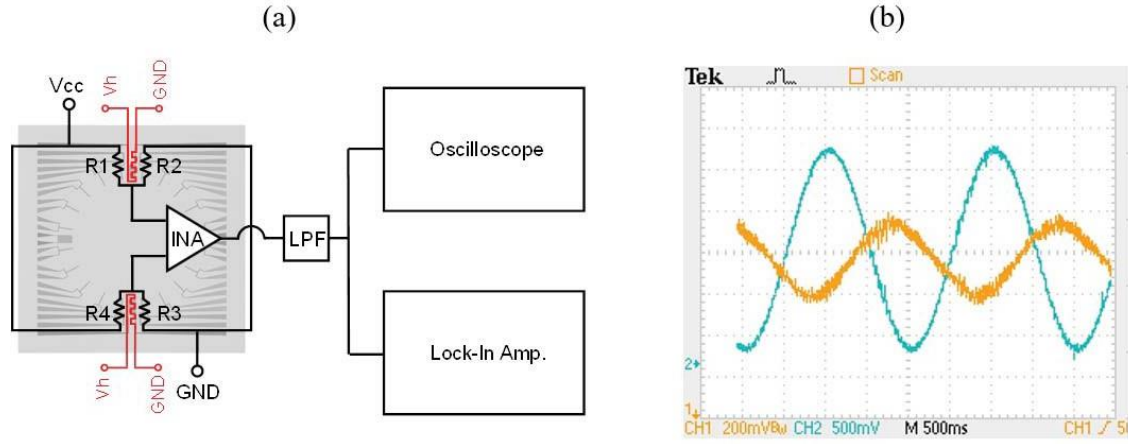 (a)
(b)
Vcc
Vh
GND
R1
R2
INA
R4
R3
Vh
GND
GND
LPF
Oscilloscope
Lock-In Amp.
Tek
Scan
2
1
CH1 200mVBw CH2 500mV M 500ms CH1